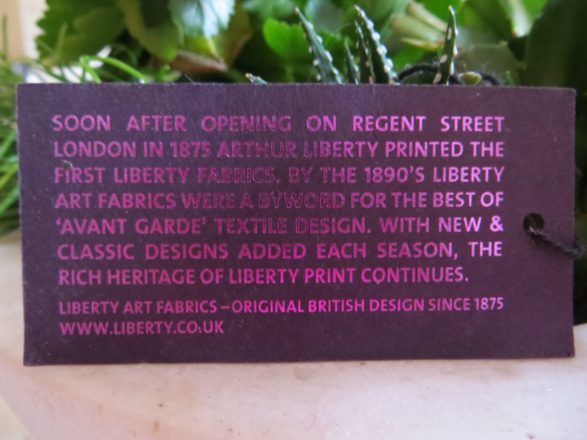 SOON AFTER OPENING ON REGENT STREET
LONDON IN 1875 ARTHUR LIBERTY PRINTED THE
FIRST LIBERTY FABRICS. BY THE 1890'S LIBERTY
ART FABRICS WERE A BYWORD FOR THE BEST OF
'AVANT GARDE' TEXTILE DESIGN. WITH NEW &
CLASSIC DESIGNS ADDED EACH SEASON, THE
RICH HERITAGE OF LIBERTY PRINT CONTINUES.
LIBERTY ART FABRICS – ORIGINAL BRITISH DESIGN SINCE 1875
WWW.LIBERTY.CO.UK